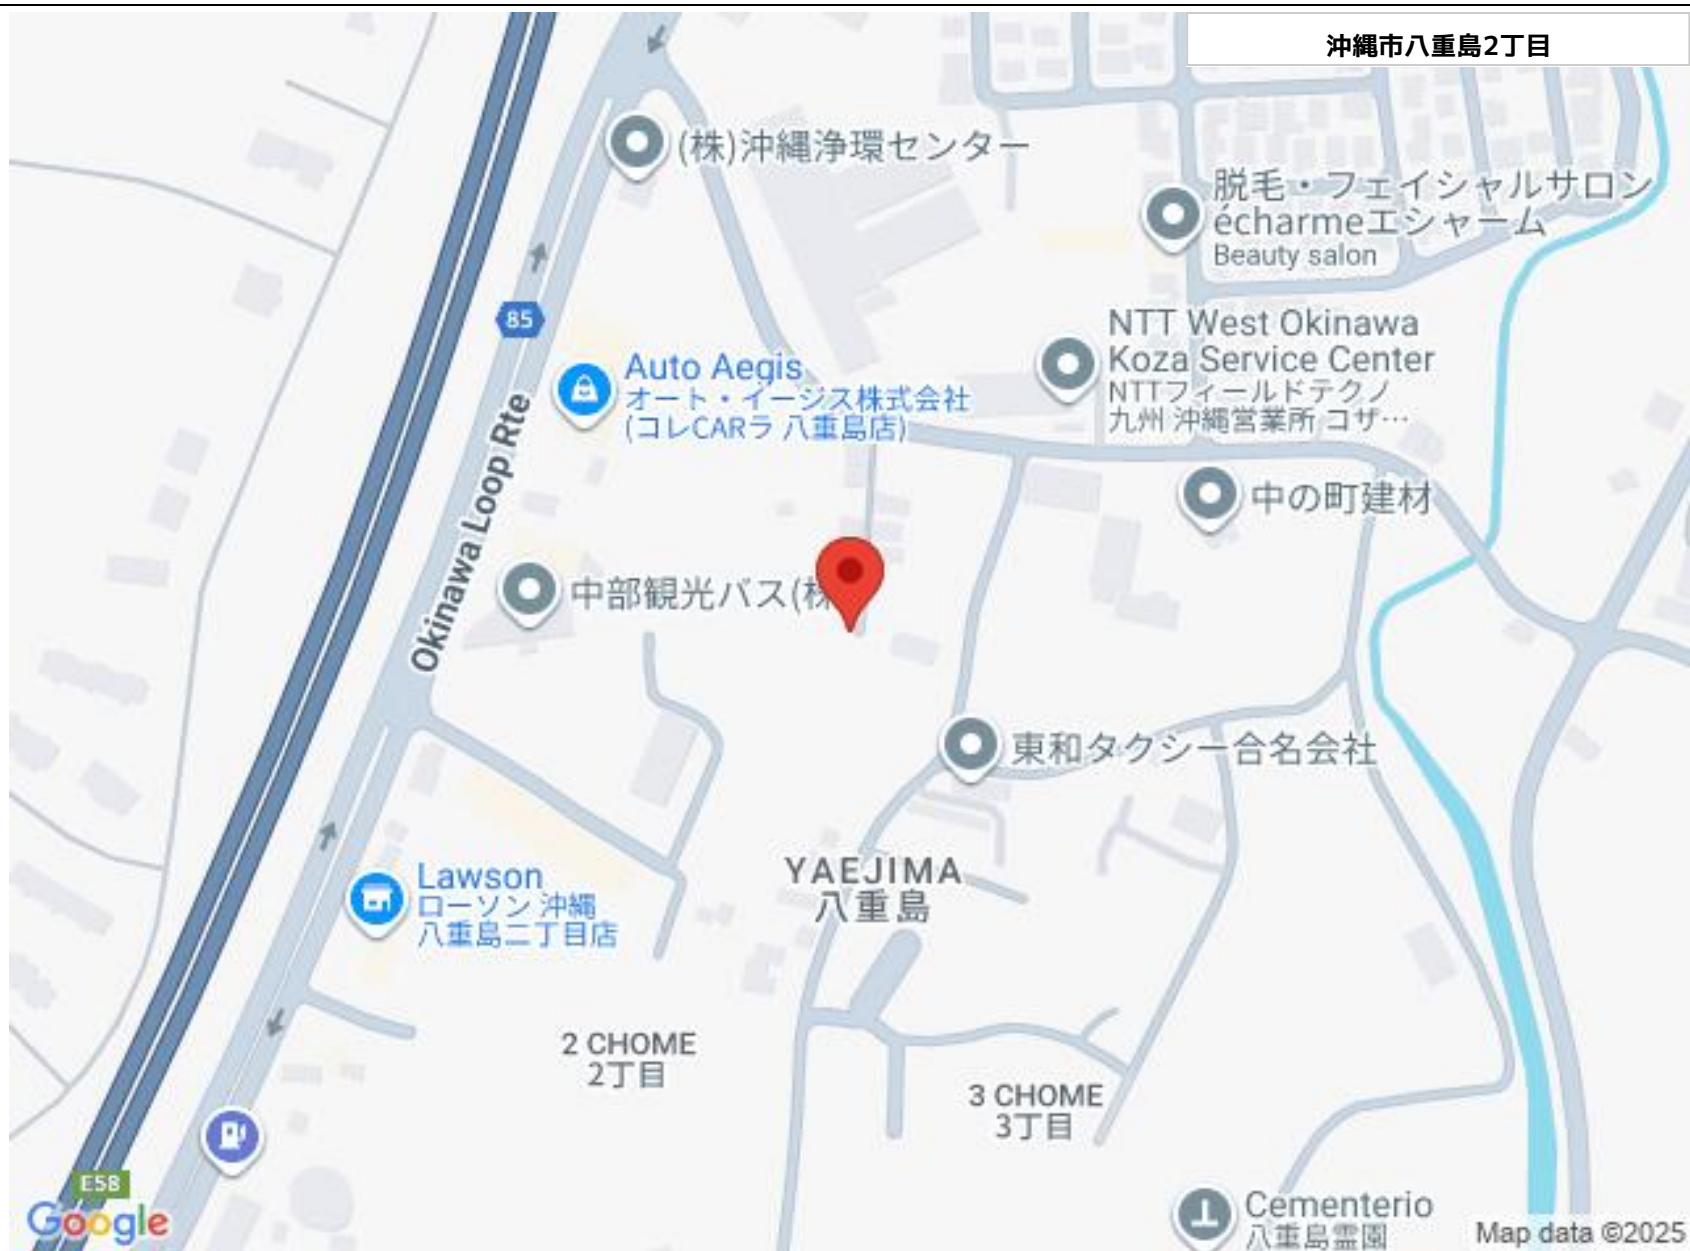 沖縄市八重島2丁目
(株)沖縄浄環センター
脱毛・フェイシャルサロン
écharmeエシャーム
Beauty salon
85
NTT West Okinawa
Koza Service Center
NTTフィールドテクノ
九州 沖縄営業所 コザ…
Auto Aegis
オート・イージス株式会社
(コレCARラ 八重島店)
Okinawa Loop Rte
中の町建材
中部観光バス(株
東和タクシー合名会社
YAEJIMA
八重島
Lawson
ローソン 沖縄
八重島二丁目店
2 CHOME
2丁目
3 CHOME
3丁目
E58
Google
Cementerio
八重島霊園
Map data ©2025